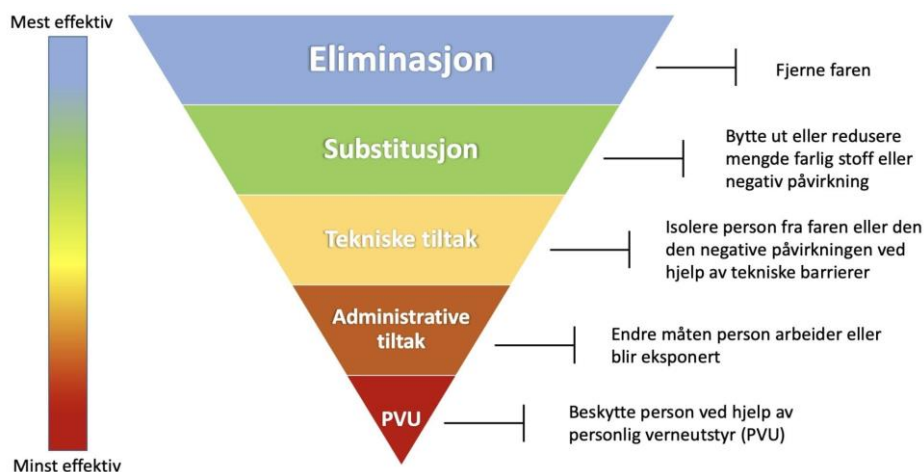 Mest effektiv
Eliminasjon
Fjerne faren
Substitusjon
Bytte ut eller redusere
mengde farlig stoff eller
negativ påvirkning
Tekniske tiltak
Isolere person fra faren eller den
den negative påvirkningen ved
hjelp av tekniske barrierer
Administrative
tiltak
Endre måten person arbeider eller
blir eksponert
PVU
Beskytte person ved hjelp av
personlig verneutstyr (PVU)
Minst effektiv